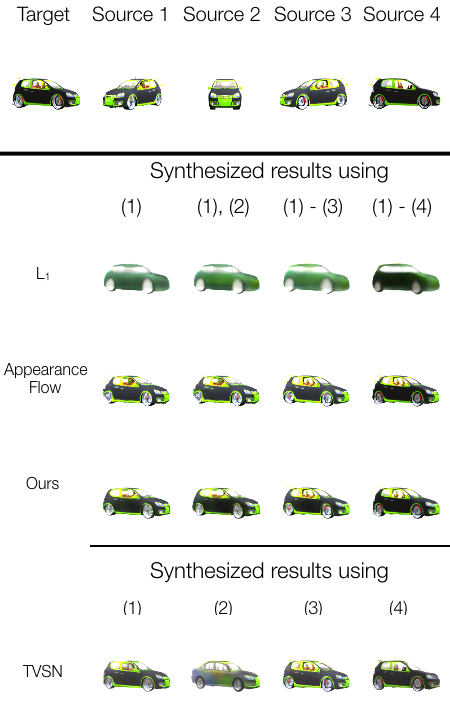 Target Source 1 Source 2 Source 3 Source 4
Synthesized results using
(1) (1), (2) (1) - (3) (1) - (4)
L₁
Appearance
Flow
Ours
Synthesized results using
(1) (2) (3) (4)
TVSN